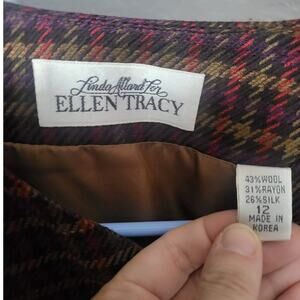 Linda Allard for
ELLEN TRACY
43%WOOL
31%RAYON
26%SILK
12
MADE IN
KOREA